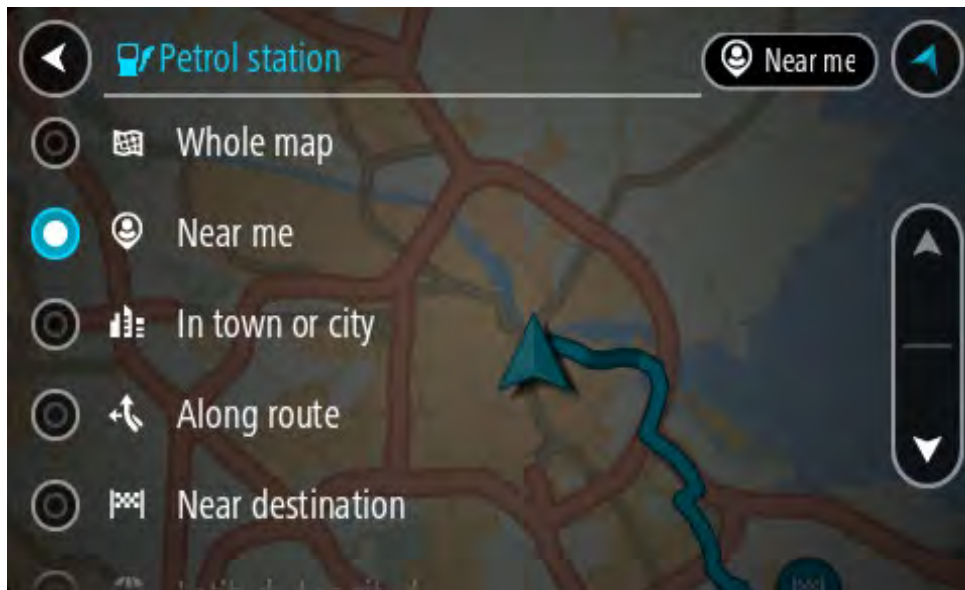 Petrol station
Near me
Whole map
Near me
In town or city
Along route
Near destination